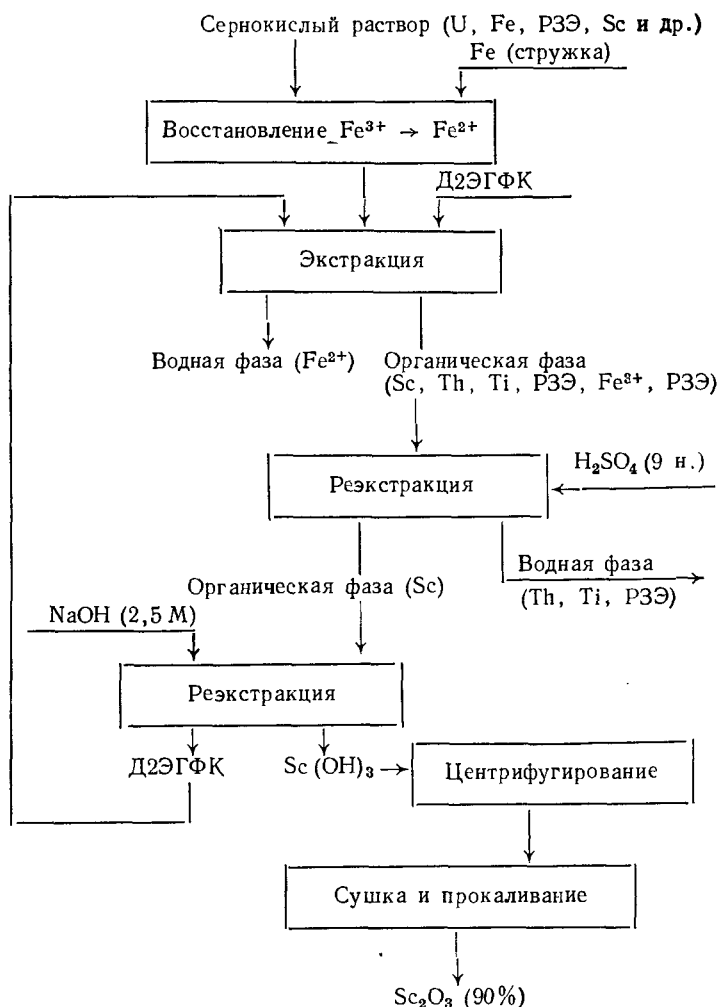 Сернокислый раствор (U, Fe, РЗЭ, Sc и др.)
Fe (стружка)
Восстановление Fe³⁺ → Fe²⁺
Д2ЭГФК
Экстракция
Водная фаза (Fe²⁺)
Органическая фаза
(Sc, Th, Ti, РЗЭ, Fe³⁺, РЗЭ)
H₂SO₄ (9 н.)
Реэкстракция
Водная фаза
(Th, Ti, РЗЭ)
Органическая фаза (Sc)
NaOH (2,5 М)
Реэкстракция
Д2ЭГФК
Sc(OH)₃ →
Центрифугирование
Сушка и прокаливание
Sc₂O₃ (90%)